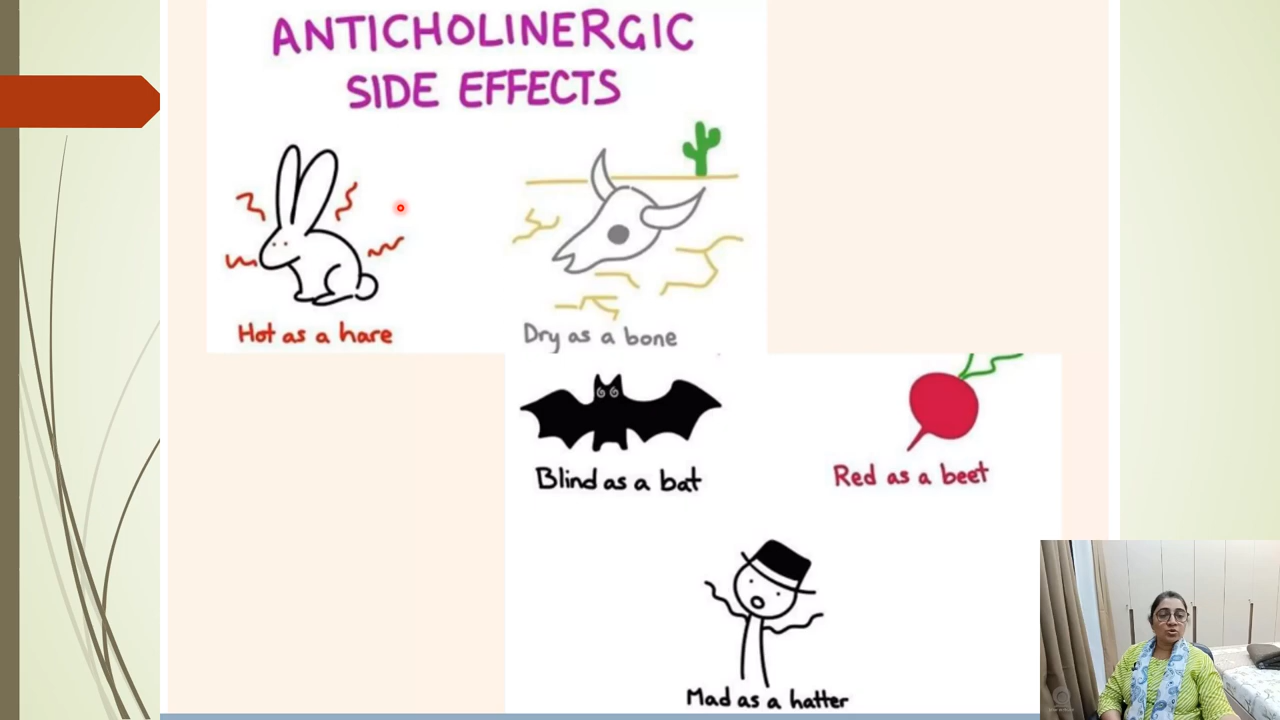 ANTICHOLINERGIC
SIDE EFFECTS
Hot as a hare
Dry as a bone
Blind as a bat
Red as a beet
Mad as a hatter